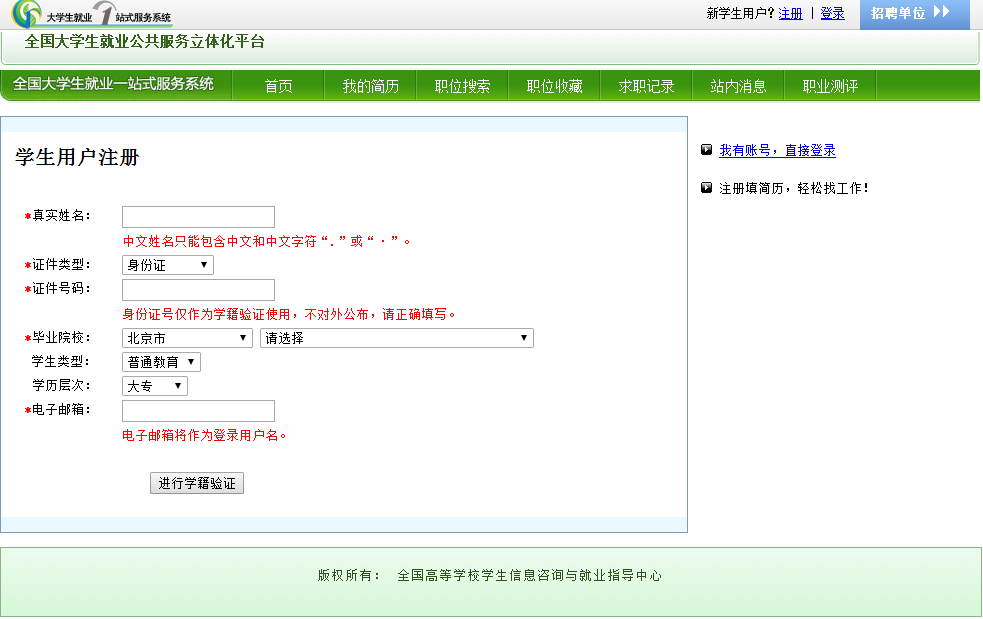 大学生就业1站式服务系统
新学生用户? 注册 | 登录 招聘单位
全国大学生就业公共服务立体化平台
全国大学生就业一站式服务系统 首页 我的简历 职位搜索 职位收藏 求职记录 站内消息 职业测评
学生用户注册
我有账号，直接登录
注册填简历，轻松找工作!
*真实姓名：
中文姓名只能包含中文和中文字符“．”或“·”。
*证件类型： 身份证
*证件号码：
身份证号仅作为学籍验证使用，不对外公布，请正确填写。
*毕业院校： 北京市 请选择
学生类型： 普通教育
学历层次： 大专
*电子邮箱：
电子邮箱将作为登录用户名。
进行学籍验证
版权所有： 全国高等学校学生信息咨询与就业指导中心